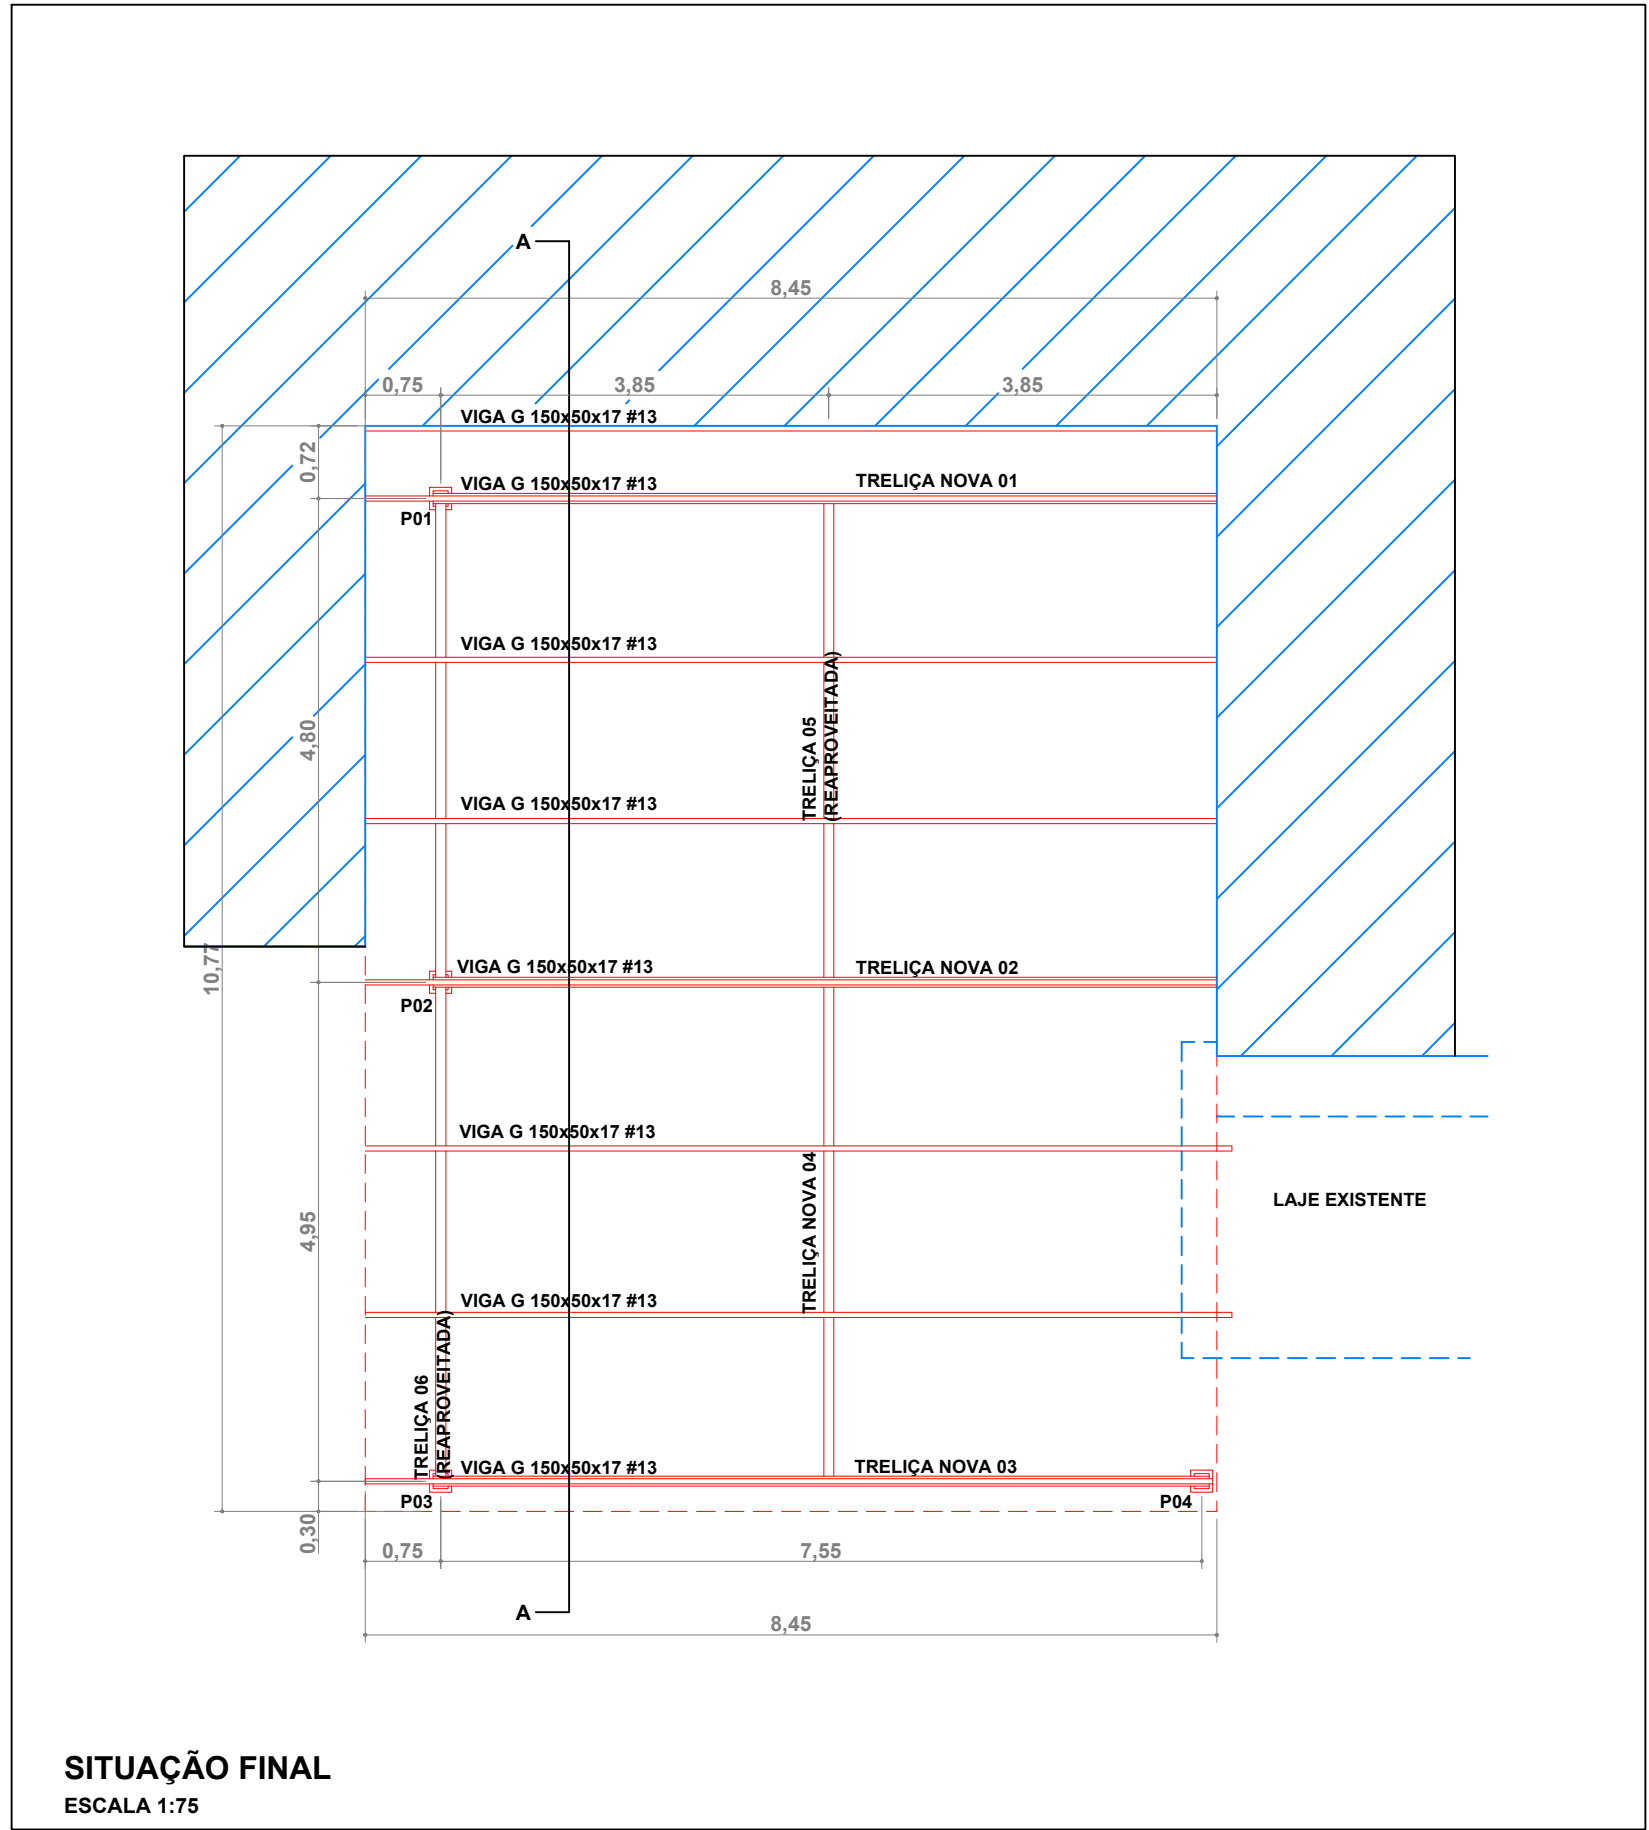 A
8,45
0,75
3,85
3,85
VIGA G 150x50x17 #13
0,72
VIGA G 150x50x17 #13
TRELIÇA NOVA 01
P01
VIGA G 150x50x17 #13
4,80
TRELIÇA 05
(REAPROVEITADA)
VIGA G 150x50x17 #13
10,77
VIGA G 150x50x17 #13
TRELIÇA NOVA 02
P02
VIGA G 150x50x17 #13
4,95
TRELIÇA NOVA 04
LAJE EXISTENTE
VIGA G 150x50x17 #13
TRELIÇA 06
(REAPROVEITADA)
VIGA G 150x50x17 #13
TRELIÇA NOVA 03
P03
P04
0,30
0,75
7,55
A
8,45
SITUAÇÃO FINAL
ESCALA 1:75